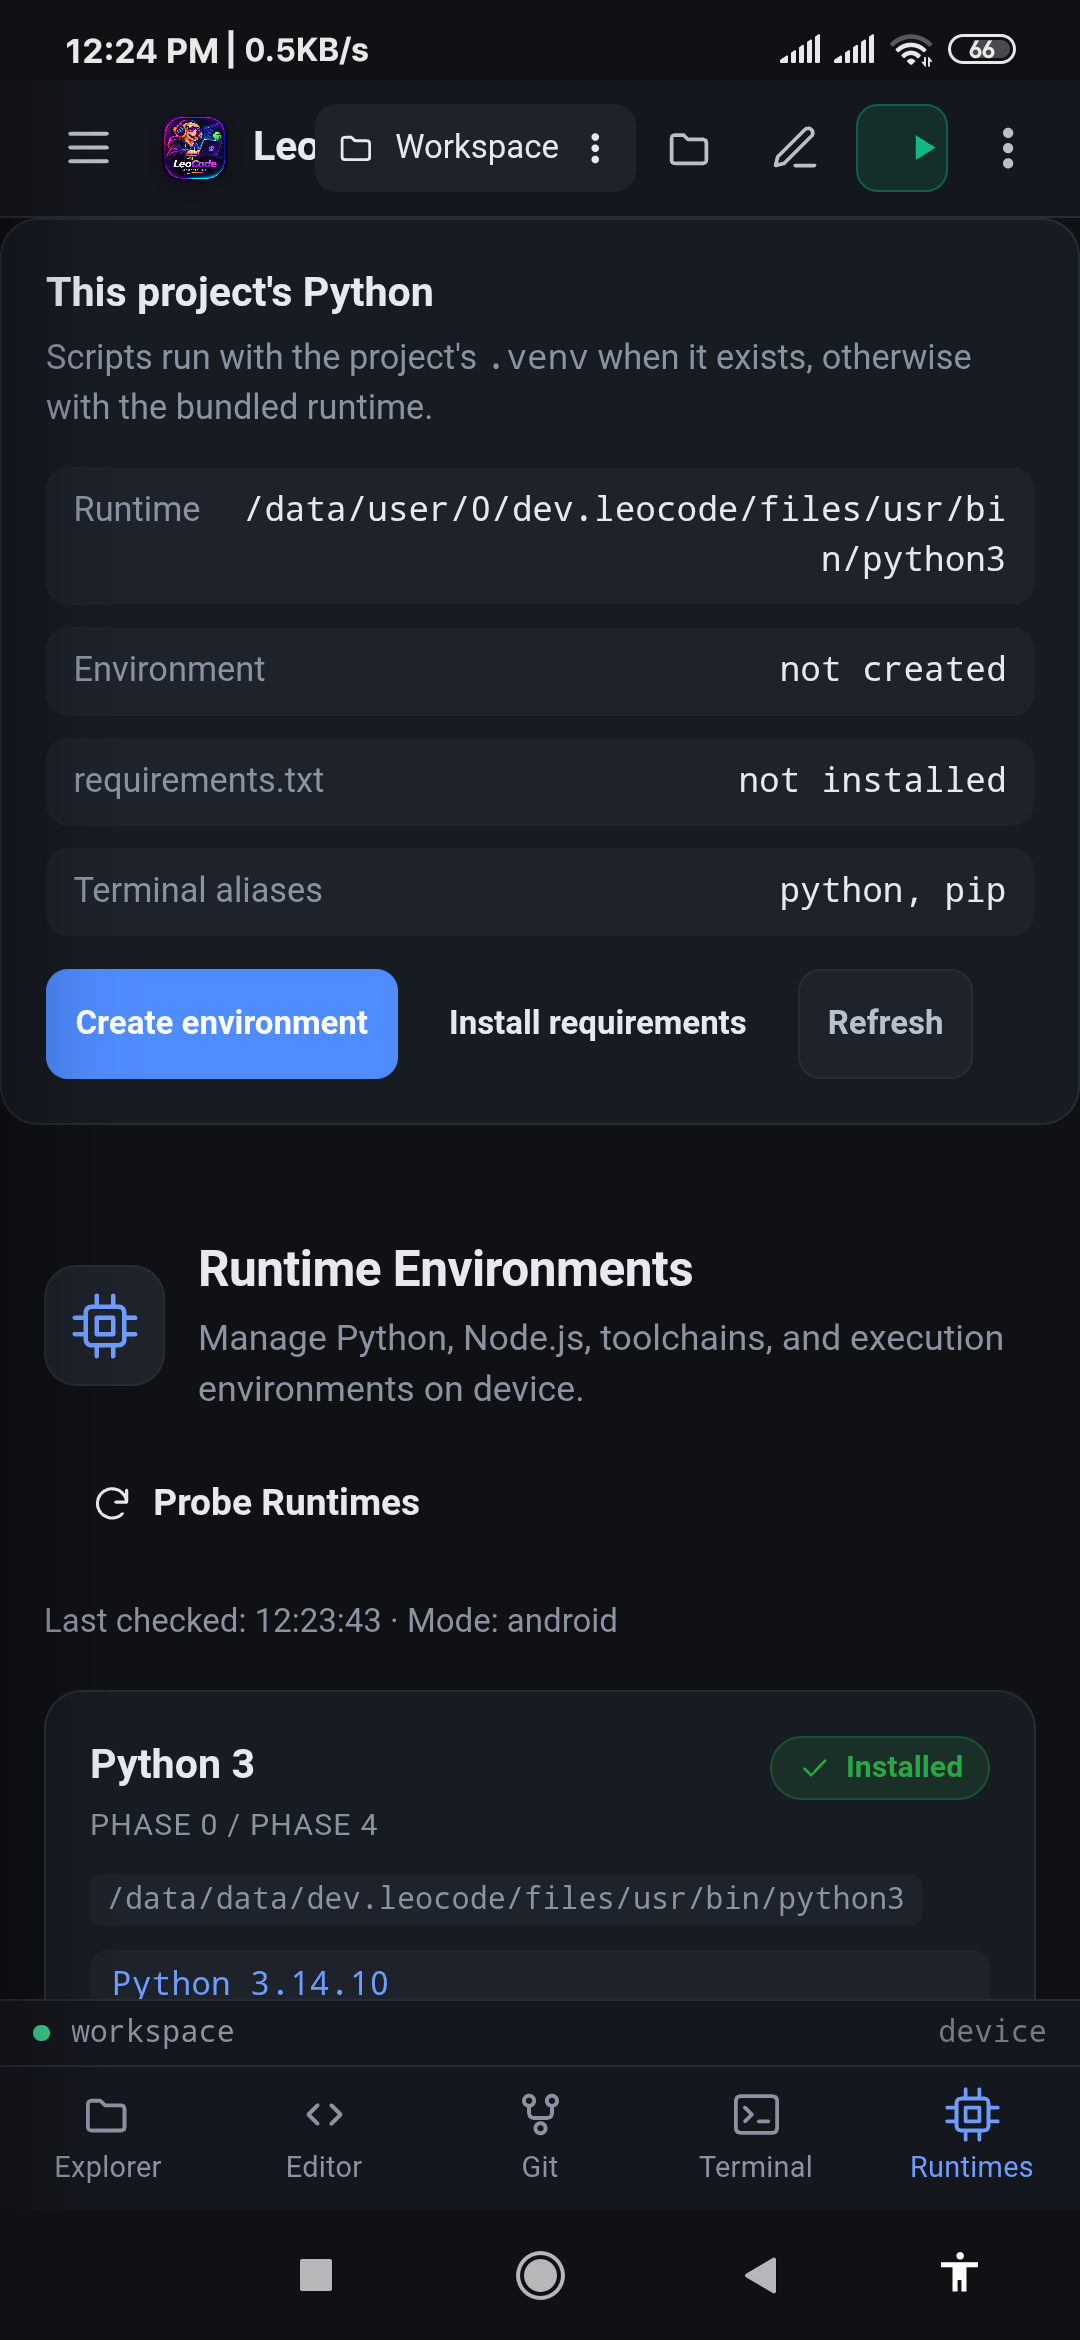 12:24 PM | 0.5KB/s
66
LeoCode
Leo
Workspace
This project's Python
Scripts run with the project's .venv when it exists, otherwise
with the bundled runtime.
Runtime /data/user/0/dev.leocode/files/usr/bi
n/python3
Environment not created
requirements.txt not installed
Terminal aliases python, pip
Create environment Install requirements Refresh
Runtime Environments
Manage Python, Node.js, toolchains, and execution
environments on device.
Probe Runtimes
Last checked: 12:23:43 · Mode: android
Python 3
Installed
PHASE 0 / PHASE 4
/data/data/dev.leocode/files/usr/bin/python3
Python 3.14.10
workspace device
Explorer Editor Git Terminal Runtimes